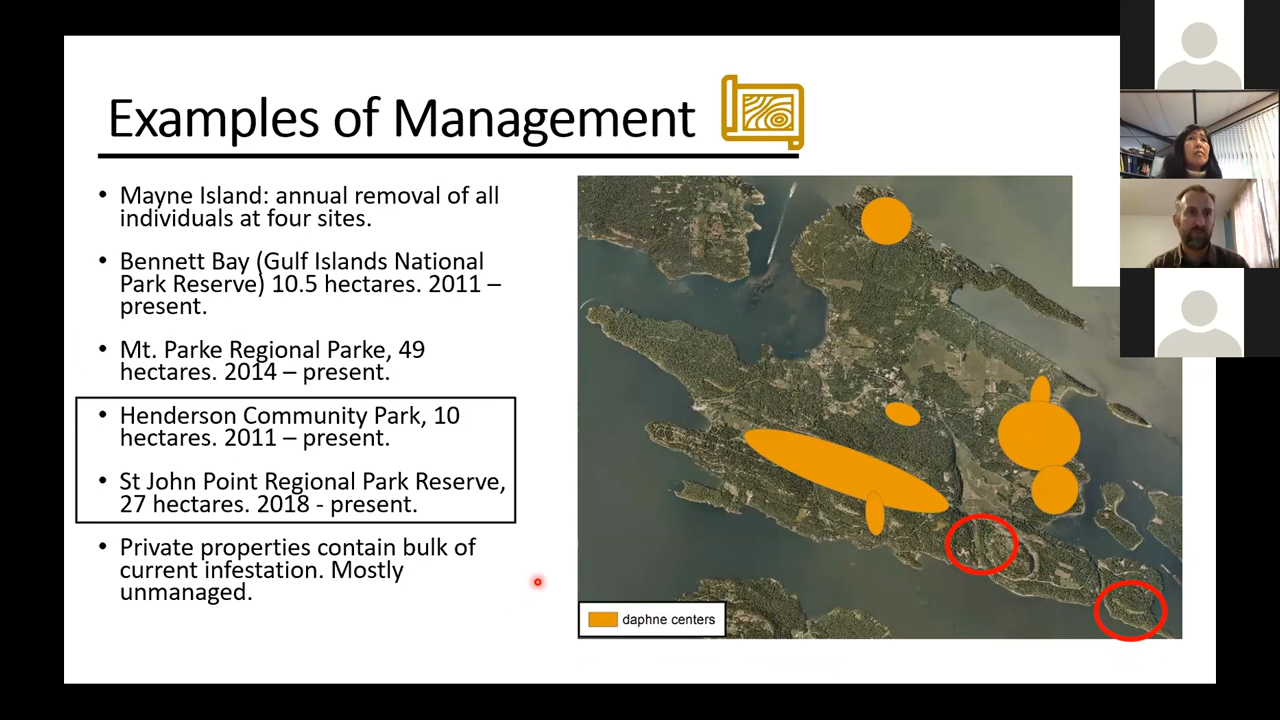 Examples of Management
• Mayne Island: annual removal of all
individuals at four sites.
• Bennett Bay (Gulf Islands National
Park Reserve) 10.5 hectares. 2011 –
present.
• Mt. Parke Regional Parke, 49
hectares. 2014 – present.
• Henderson Community Park, 10
hectares. 2011 – present.
• St John Point Regional Park Reserve,
27 hectares. 2018 - present.
• Private properties contain bulk of
current infestation. Mostly
unmanaged.
daphne centers